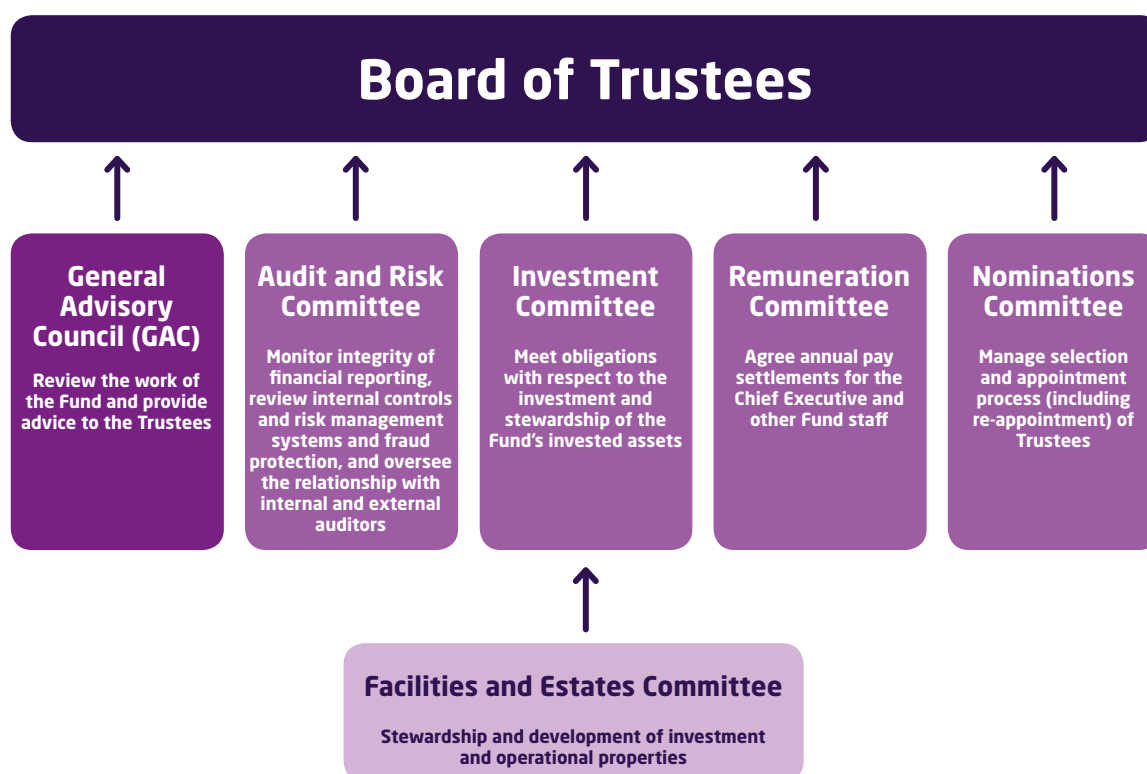 Board of Trustees
General
Advisory
Council (GAC)
Review the work of
the Fund and provide
advice to the Trustees
Audit and Risk
Committee
Monitor integrity of
financial reporting,
review internal controls
and risk management
systems and fraud
protection, and oversee
the relationship with
internal and external
auditors
Investment
Committee
Meet obligations
with respect to the
investment and
stewardship of the
Fund's invested assets
Remuneration
Committee
Agree annual pay
settlements for the
Chief Executive and
other Fund staff
Nominations
Committee
Manage selection
and appointment
process (including
re-appointment) of
Trustees
Facilities and Estates Committee
Stewardship and development of investment
and operational properties